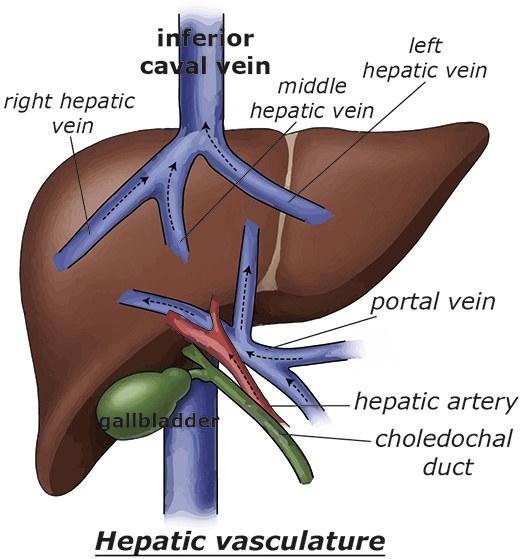 inferior
caval vein
left
hepatic vein
middle
hepatic vein
right hepatic
vein
portal vein
hepatic artery
gallbladder
choledochal
duct
Hepatic vasculature